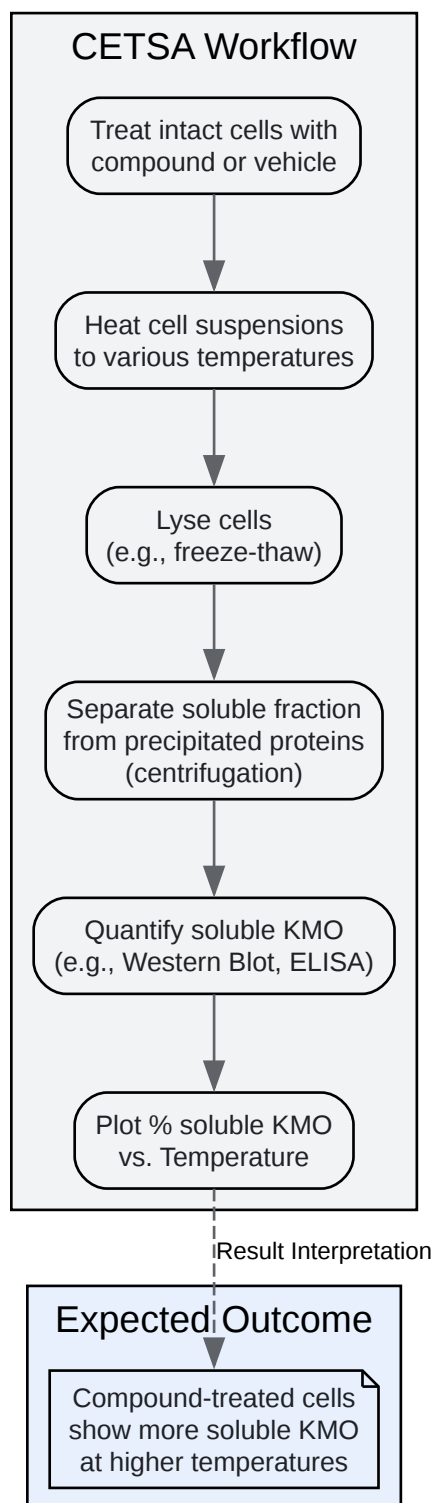 CETSA Workflow
Treat intact cells with
compound or vehicle
Heat cell suspensions
to various temperatures
Lyse cells
(e.g., freeze-thaw)
Separate soluble fraction
from precipitated proteins
(centrifugation)
Quantify soluble KMO
(e.g., Western Blot, ELISA)
Plot % soluble KMO
vs. Temperature
Result Interpretation
Expected Outcome
Compound-treated cells
show more soluble KMO
at higher temperatures